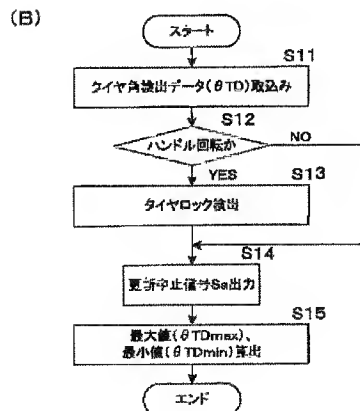 (B)
スタート
S11
タイヤ角検出データ(θTD)取込み
S12
ハンドル回転か
NO
YES
S13
タイヤロック検出
S14
更新中止信号Sa出力
S15
最大値(θTDmax)、
最小値(θTDmin)算出
エンド